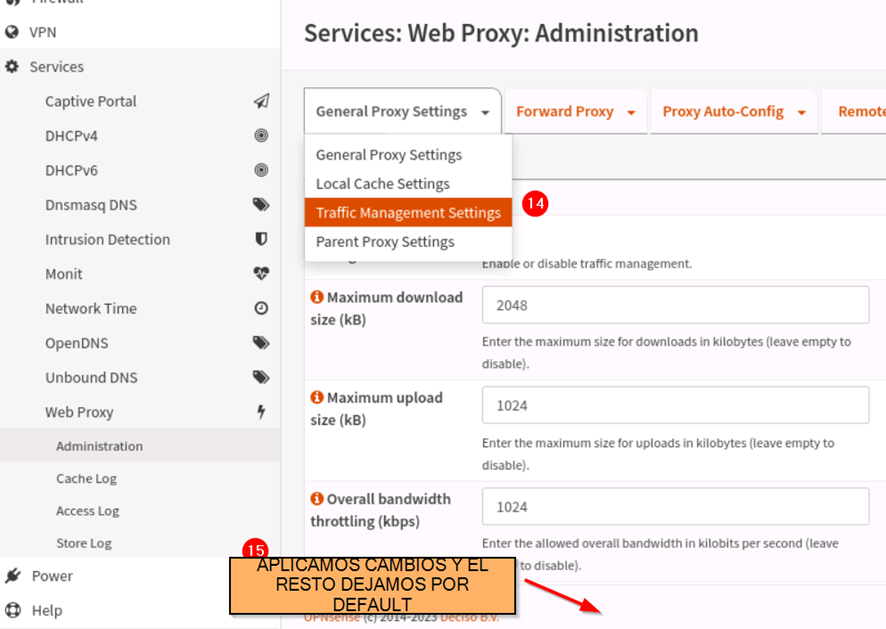 Firewall
VPN
Services
Captive Portal
DHCPv4
DHCPv6
Dnsmasq DNS
Intrusion Detection
Monit
Network Time
OpenDNS
Unbound DNS
Web Proxy
Administration
Cache Log
Access Log
Store Log
Power
Help
Services: Web Proxy: Administration
General Proxy Settings
Forward Proxy
Proxy Auto-Config
Remote
General Proxy Settings
Local Cache Settings
Traffic Management Settings
14
Parent Proxy Settings
Enable or disable traffic management.
Maximum download
size (kB)
2048
Enter the maximum size for downloads in kilobytes (leave empty to
disable).
Maximum upload
size (kB)
1024
Enter the maximum size for uploads in kilobytes (leave empty to
disable).
Overall bandwidth
throttling (kbps)
1024
Enter the allowed overall bandwidth in kilobits per second (leave
to disable).
15
APLICAMOS CAMBIOS Y EL
RESTO DEJAMOS POR
DEFAULT
OPNsense (c) 2014-2023 Deciso B.V.